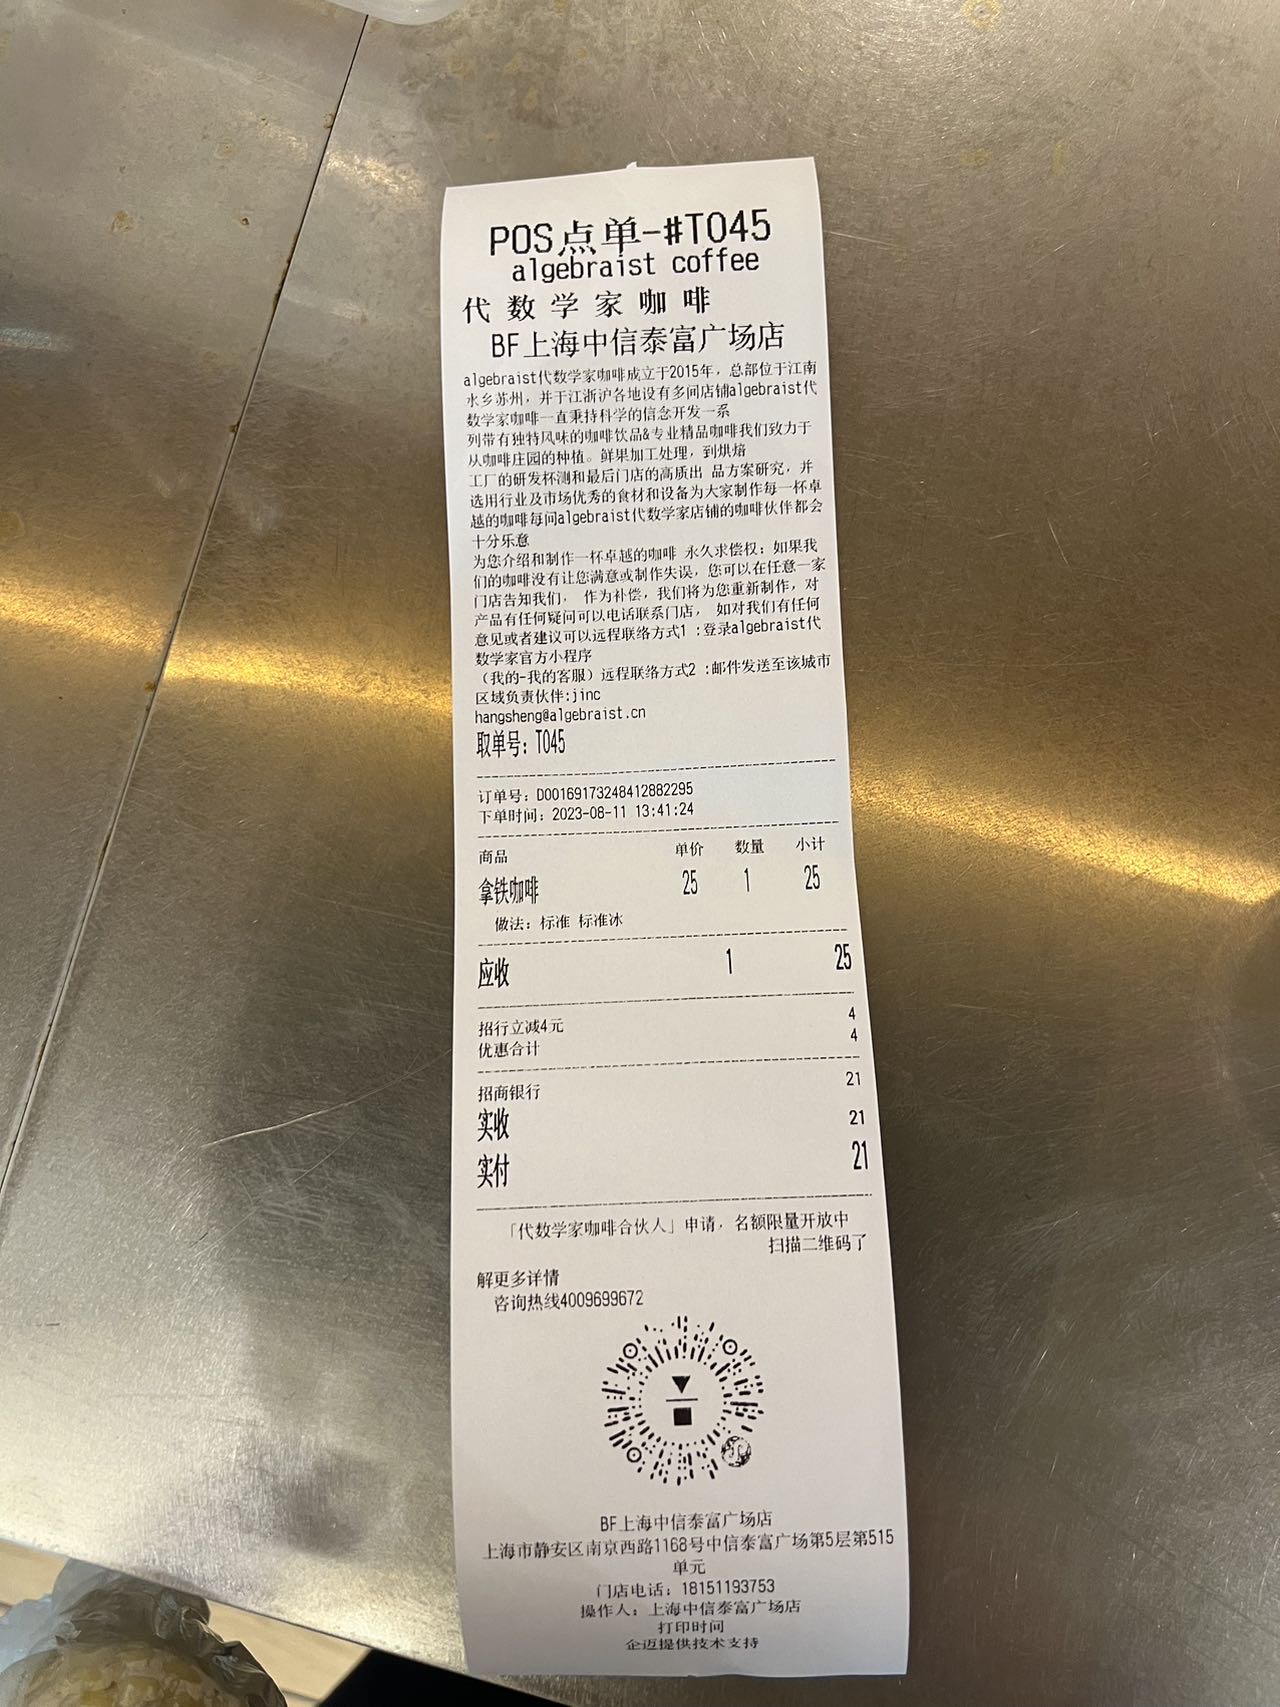 POS点单-#T045
algebraist coffee
代数学家咖啡
BF上海中信泰富广场店
algebraist代数学家咖啡成立于2015年，总部位于江南
水乡苏州，并于江浙沪各地设有多间店铺algebraist代
数学家咖啡一直秉持科学的信念开发一系
列带有独特风味的咖啡饮品&专业精品咖啡我们致力于
从咖啡庄园的种植。鲜果加工处理，到烘焙
工厂的研发杯测和最后门店的高质出 品方案研究，并
选用行业及市场优秀的食材和设备为大家制作每一杯卓
越的咖啡每间algebraist代数学家店铺的咖啡伙伴都会
十分乐意
为您介绍和制作一杯卓越的咖啡 永久求偿权：如果我
们的咖啡没有让您满意或制作失误，您可以在任意一家
门店告知我们， 作为补偿，我们将为您重新制作，对
产品有任何疑问可以电话联系门店， 如对我们有任何
意见或者建议可以远程联络方式1 :登录algebraist代
数学家官方小程序
（我的-我的客服）远程联络方式2 :邮件发送至该城市
区域负责伙伴:jinc
hangsheng@algebraist.cn
取单号：T045
订单号：D00169173248412882295
下单时间：2023-08-11 13:41:24
商品 单价 数量 小计
拿铁咖啡 25 1 25
做法：标准 标准冰
应收 1 25
招行立减4元 4
优惠合计 4
招商银行 21
实收 21
实付 21
「代数学家咖啡合伙人」申请，名额限量开放中
扫描二维码了
解更多详情
咨询热线4009699672
BF上海中信泰富广场店
上海市静安区南京西路1168号中信泰富广场第5层第515
单元
门店电话：18151193753
操作人：上海中信泰富广场店
打印时间
企迈提供技术支持